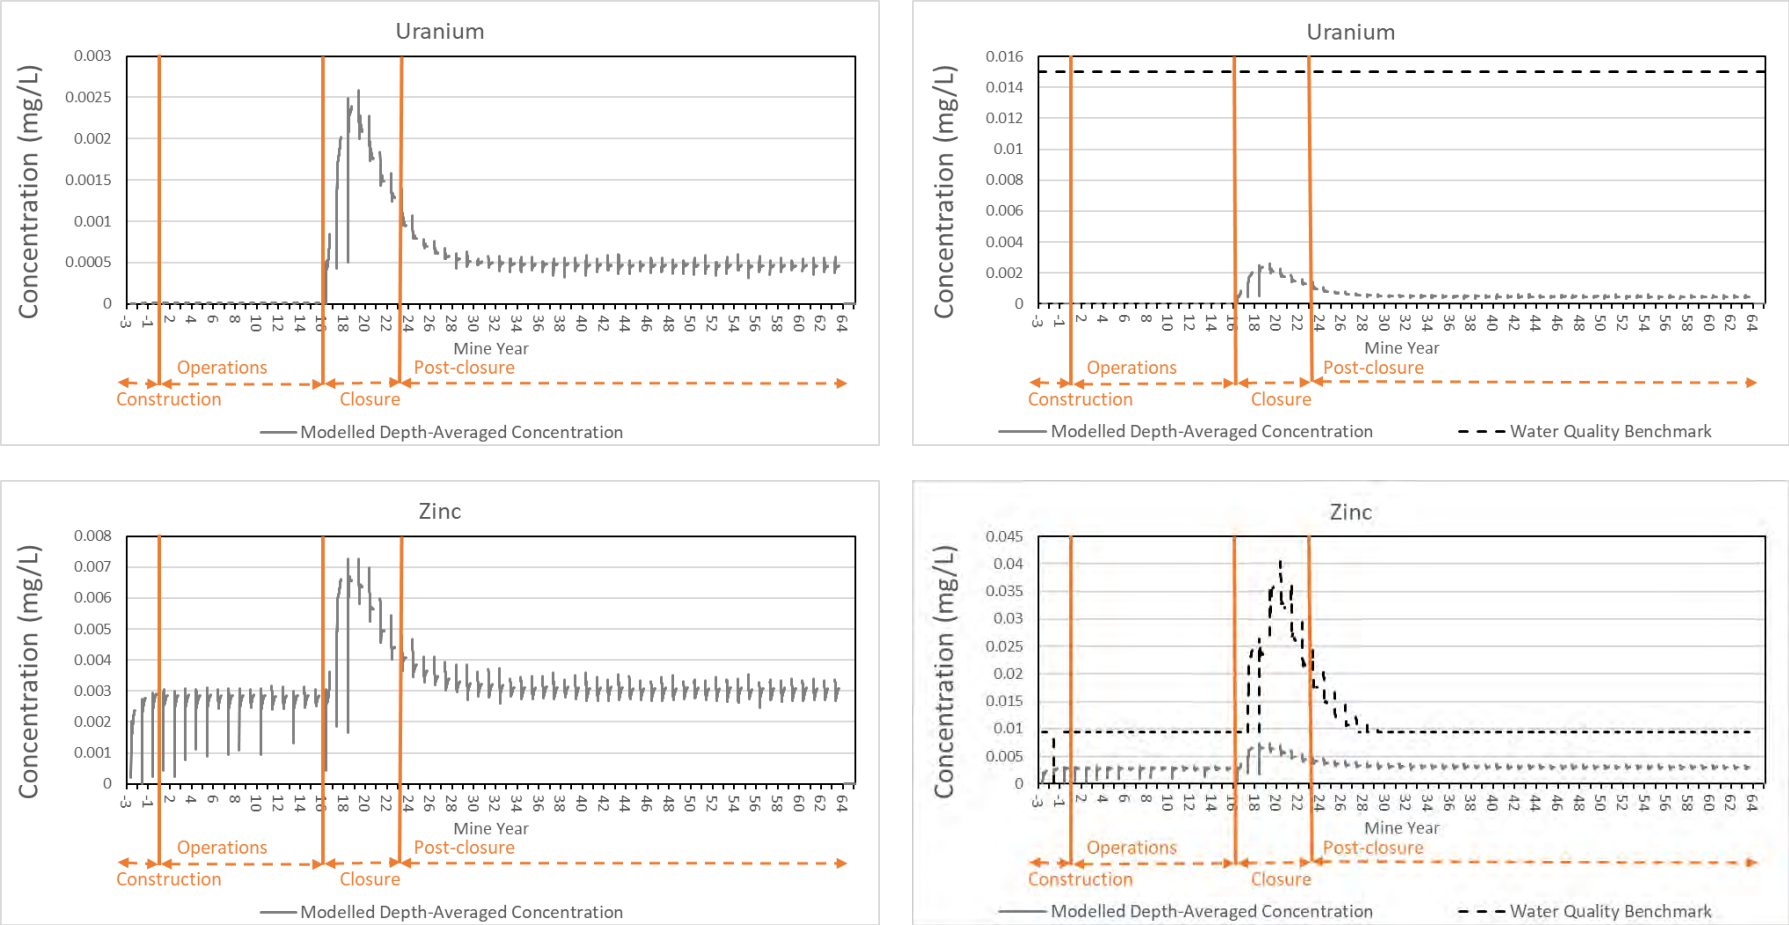 Uranium
Concentration (mg/L)
0.003
0.0025
0.002
0.0015
0.001
0.0005
0
-3 -1 2 4 6 8 10 12 14 16 18 20 22 24 26 28 30 32 34 36 38 40 42 44 46 48 50 52 54 56 58 60 62 64
Mine Year
Operations Post-closure
Construction Closure
Modelled Depth-Averaged Concentration
Uranium
Concentration (mg/L)
0.016
0.014
0.012
0.01
0.008
0.006
0.004
0.002
0
-3 -1 2 4 6 8 10 12 14 16 18 20 22 24 26 28 30 32 34 36 38 40 42 44 46 48 50 52 54 56 58 60 62 64
Mine Year
Operations Post-closure
Construction Closure
Modelled Depth-Averaged Concentration Water Quality Benchmark
Zinc
Concentration (mg/L)
0.008
0.007
0.006
0.005
0.004
0.003
0.002
0.001
0
-3 -1 2 4 6 8 10 12 14 16 18 20 22 24 26 28 30 32 34 36 38 40 42 44 46 48 50 52 54 56 58 60 62 64
Mine Year
Operations Post-closure
Construction Closure
Modelled Depth-Averaged Concentration
Zinc
Concentration (mg/L)
0.045
0.04
0.035
0.03
0.025
0.02
0.015
0.01
0.005
0
-3 -1 2 4 6 8 10 12 14 16 18 20 22 24 26 28 30 32 34 36 38 40 42 44 46 48 50 52 54 56 58 60 62 64
Mine Year
Operations Post-closure
Construction Closure
Modelled Depth-Averaged Concentration Water Quality Benchmark